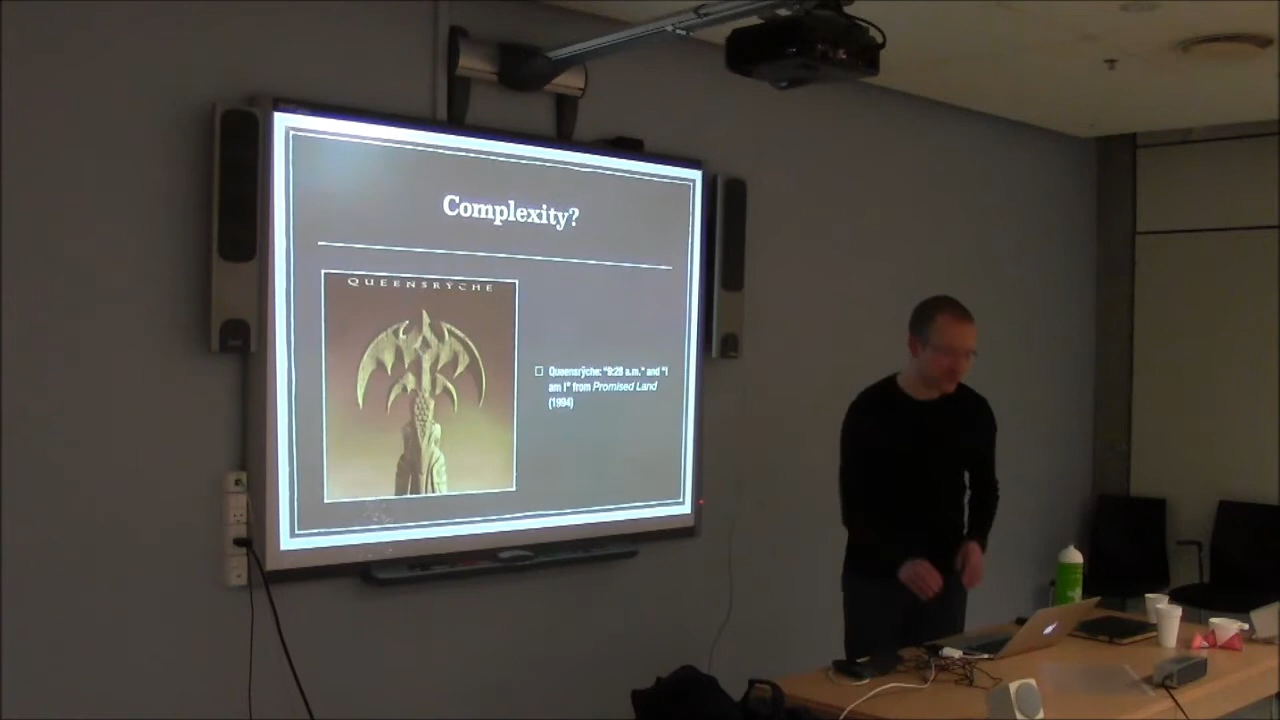 Complexity?
QUEENSRŸCHE
Queensrÿche: "9:28 a.m." and "I
am I" from Promised Land
(1994)